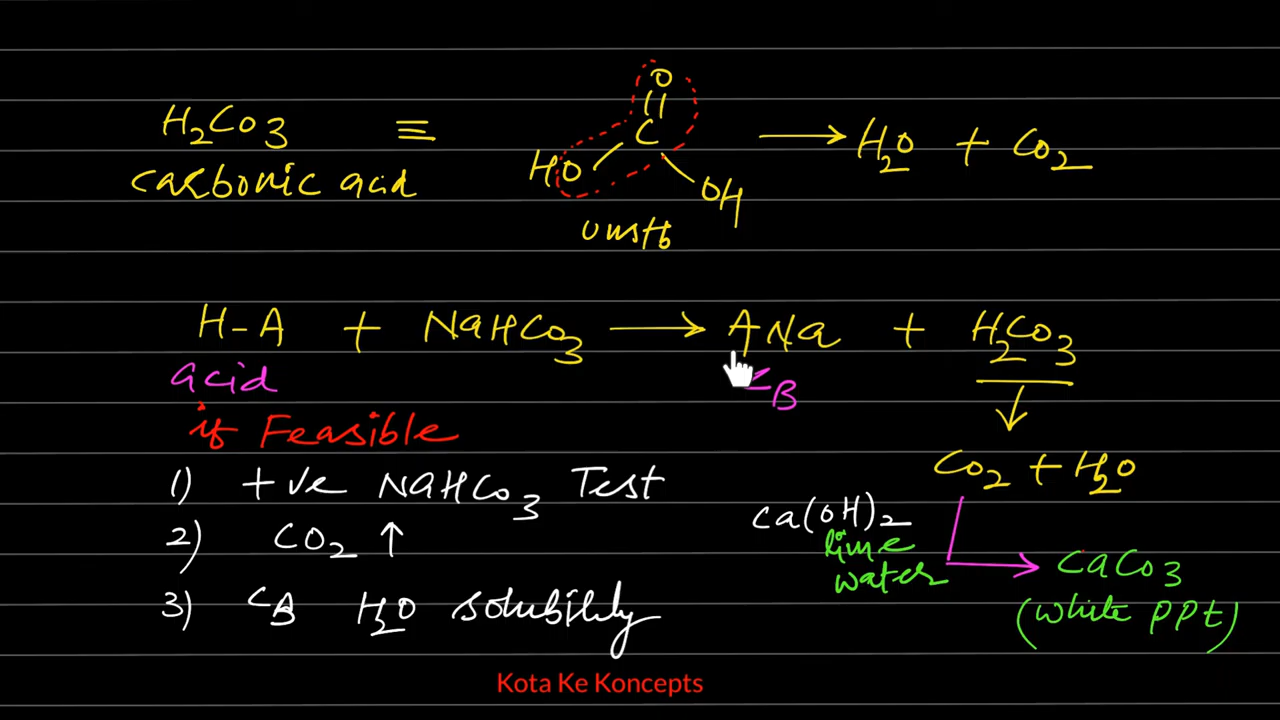 H2CO3 ≡ O
||
C
HO OH → H2O + CO2
carbonic acid
unstb
H-A + NaHCO3 → ANa + H2CO3
acid CB
if Feasible
1) +ve NaHCO3 Test
CO2 + H2O
2) CO2 ↑
Ca(OH)2
lime
water → CaCO3
3) CB H2O solubility
(white ppt)
Kota Ke Koncepts